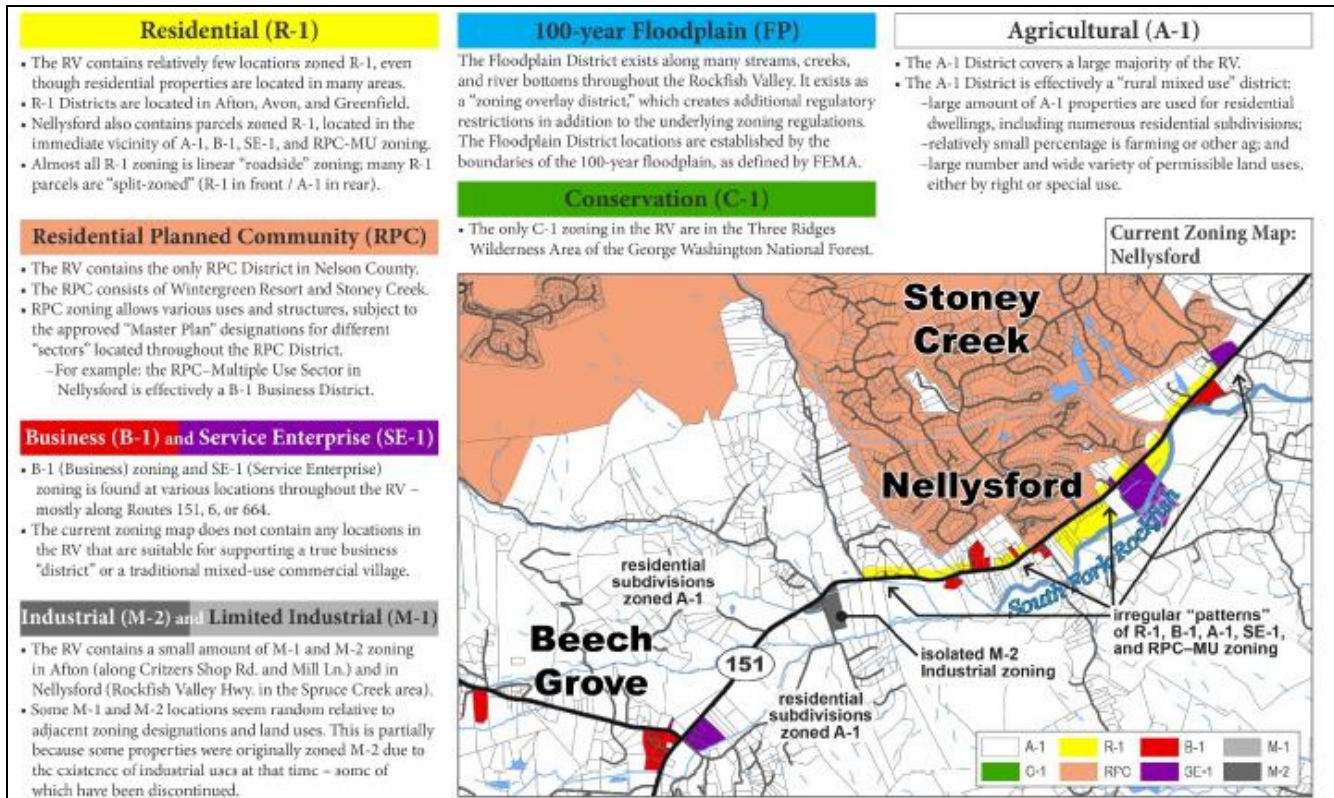 Residential (R-1)
• The RV contains relatively few locations zoned R-1, even
though residential properties are located in many areas.
• R-1 Districts are located in Afton, Avon, and Greenfield.
• Nellysford also contains parcels zoned R-1, located in the
immediate vicinity of A-1, B-1, SE-1, and RPC-MU zoning.
• Almost all R-1 zoning is linear "roadside" zoning; many R-1
parcels are "split-zoned" (R-1 in front / A-1 in rear).
Residential Planned Community (RPC)
• The RV contains the only RPC District in Nelson County.
• The RPC consists of Wintergreen Resort and Stoney Creek.
• RPC zoning allows various uses and structures, subject to
the approved "Master Plan" designations for different
"sectors" located throughout the RPC District.
–For example: the RPC–Multiple Use Sector in
Nellysford is effectively a B-1 Business District.
Business (B-1) and Service Enterprise (SE-1)
• B-1 (Business) zoning and SE-1 (Service Enterprise)
zoning is found at various locations throughout the RV –
mostly along Routes 151, 6, or 664.
• The current zoning map does not contain any locations in
the RV that are suitable for supporting a true business
"district" or a traditional mixed-use commercial village.
Industrial (M-2) and Limited Industrial (M-1)
• The RV contains a small amount of M-1 and M-2 zoning
in Afton (along Critzers Shop Rd. and Mill Ln.) and in
Nellysford (Rockfish Valley Hwy. in the Spruce Creek area).
• Some M-1 and M-2 locations seem random relative to
adjacent zoning designations and land uses. This is partially
because some properties were originally zoned M-2 due to
the existence of industrial uses at that time – some of
which have been discontinued.
100-year Floodplain (FP)
The Floodplain District exists along many streams, creeks,
and river bottoms throughout the Rockfish Valley. It exists as
a "zoning overlay district," which creates additional regulatory
restrictions in addition to the underlying zoning regulations.
The Floodplain District locations are established by the
boundaries of the 100-year floodplain, as defined by FEMA.
Conservation (C-1)
• The only C-1 zoning in the RV are in the Three Ridges
Wilderness Area of the George Washington National Forest.
Agricultural (A-1)
• The A-1 District covers a large majority of the RV.
• The A-1 District is effectively a "rural mixed use" district:
–large amount of A-1 properties are used for residential
dwellings, including numerous residential subdivisions;
–relatively small percentage is farming or other ag; and
–large number and wide variety of permissible land uses,
either by right or special use.
Current Zoning Map:
Nellysford
Stoney
Creek
Nellysford
South Fork Rockfish
residential
subdivisions
zoned A-1
Beech
Grove
151
isolated M-2
Industrial zoning
residential
subdivisions
zoned A-1
irregular "patterns"
of R-1, B-1, A-1, SE-1,
and RPC–MU zoning
A-1 R-1 B-1 M-1
C-1 RPC SE-1 M-2